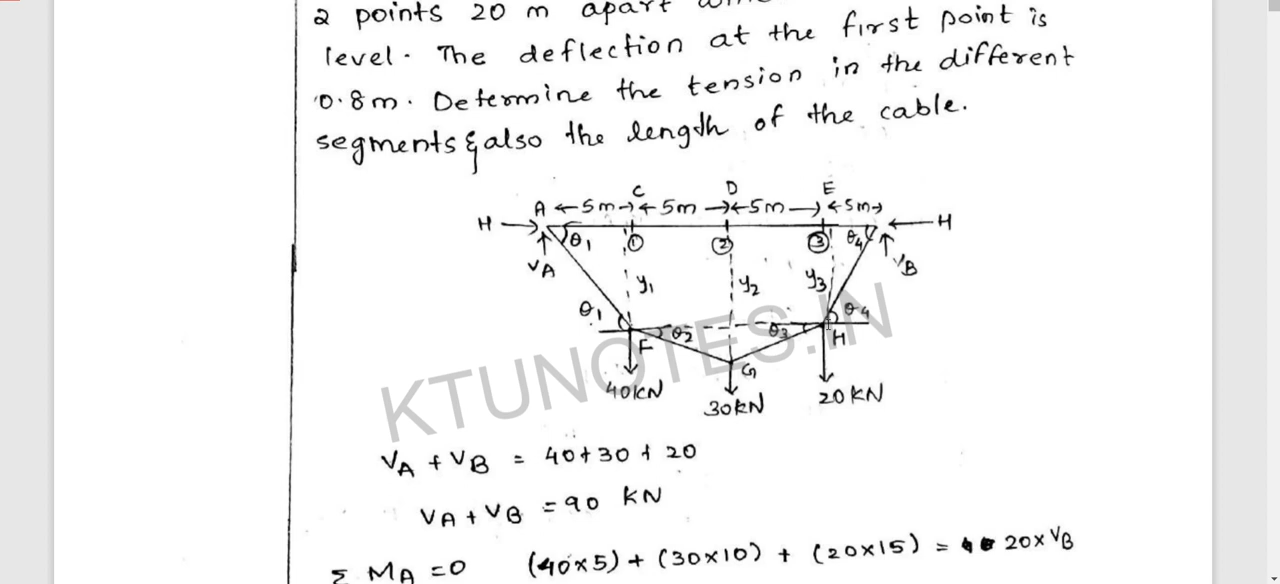 2 points 20 m apart
level. The deflection at the first point is
0.8m. Determine the tension in the different
segments & also the length of the cable.
C D E
A ←5m→←5m→←5m→←5m→
H → ← H
θ1 ① ② ③ θ4
VA y1 y2 y3 VB
θ1 θ2 θ3 θ4
F G H
40KN 30KN 20KN
KTUNOTES.IN
VA + VB = 40+30+20
VA + VB = 90 KN
Σ MA =0 (40×5) + (30×10) + (20×15) = 20×VB